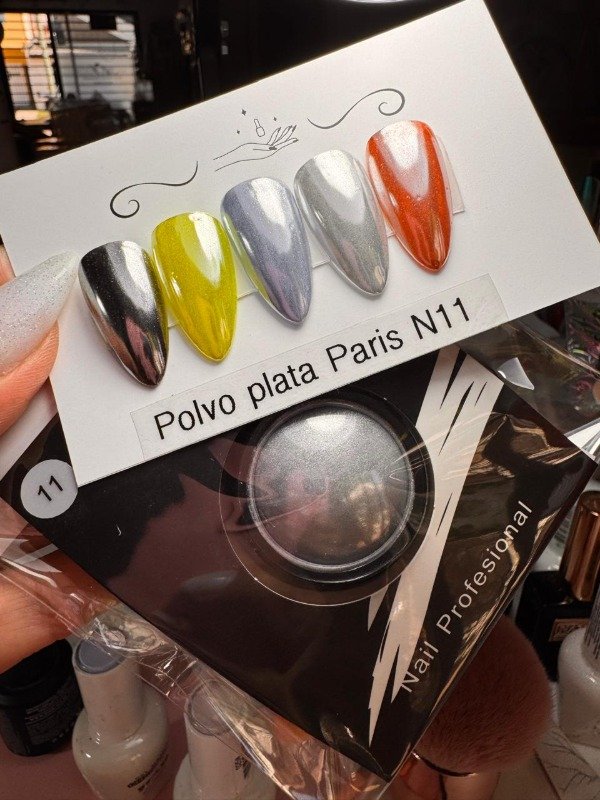 Polvo plata Paris N11
11
Nail Profesional